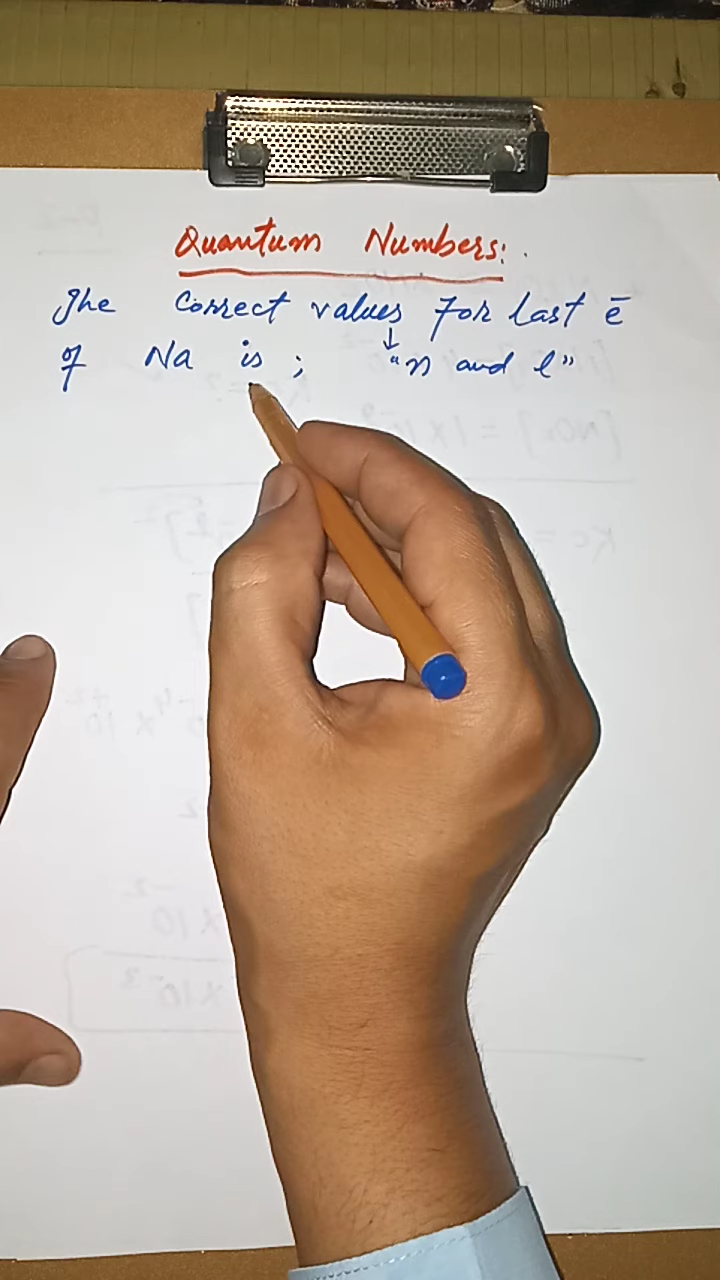 Quantum Numbers:.
The correct values for last ē
↓
of Na is ; "n and l"